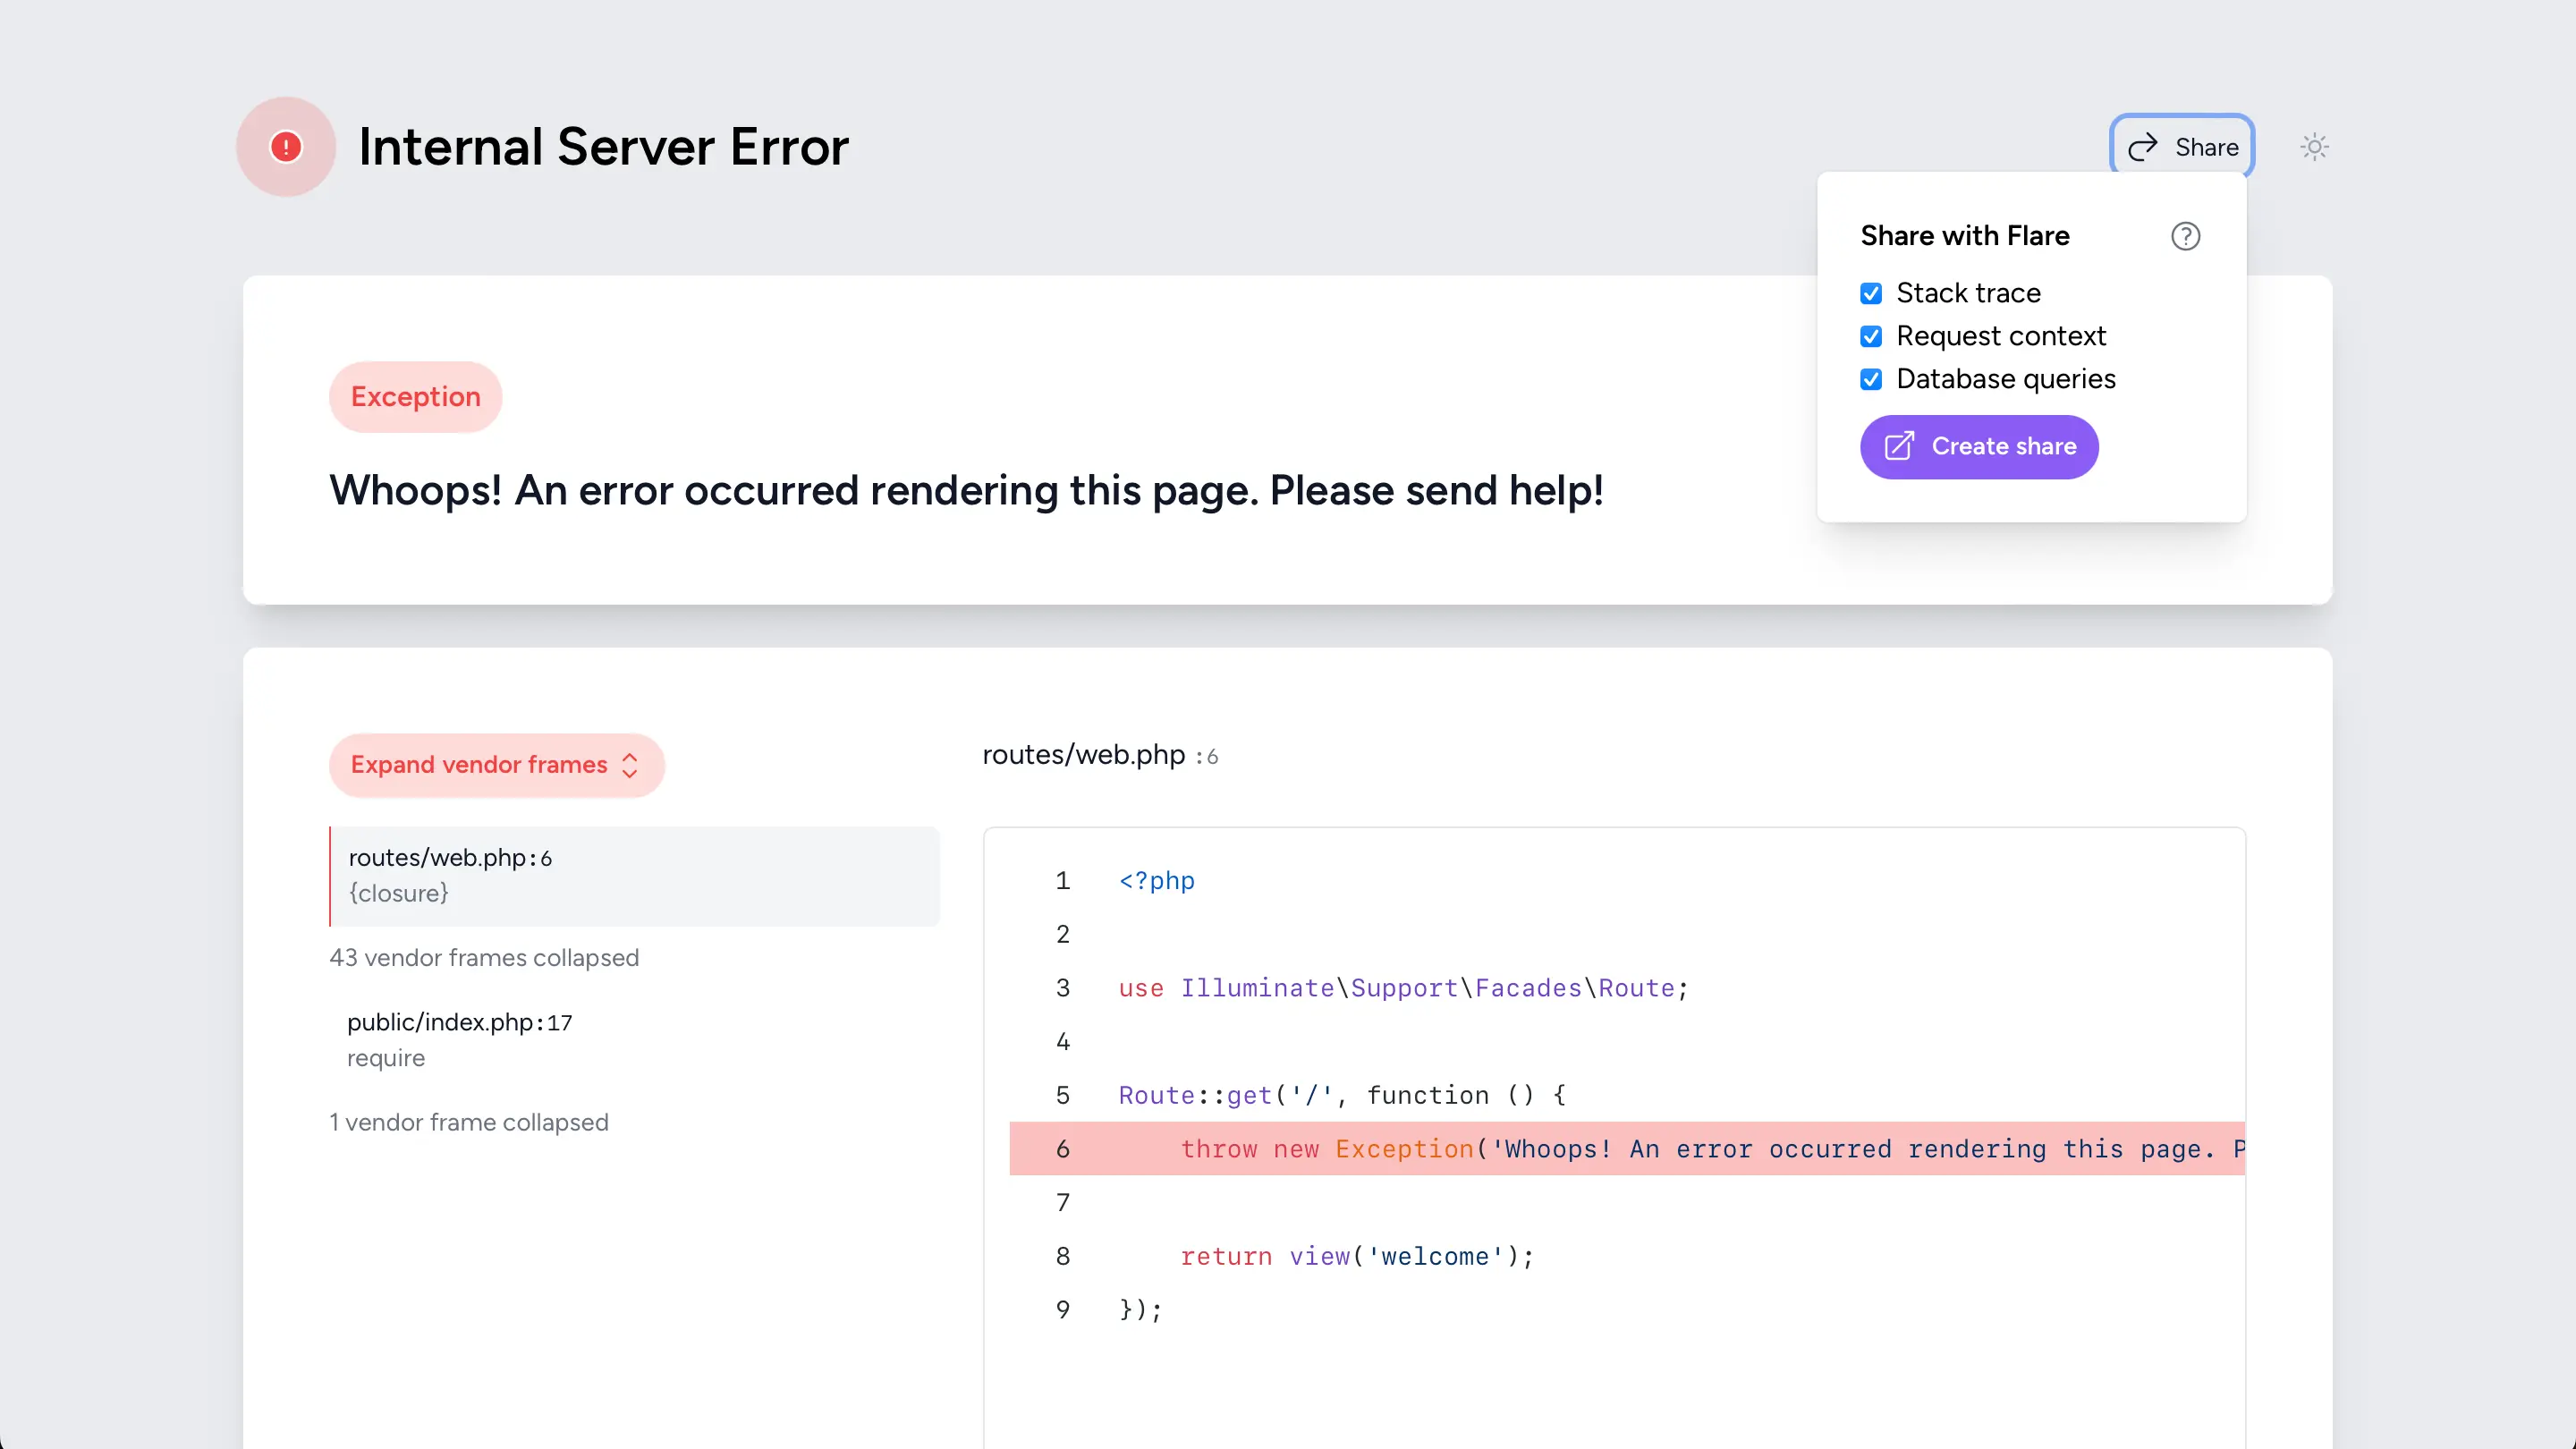 Internal Server Error
Share
Share with Flare
Stack trace
Request context
Database queries
Create share
Exception
Whoops! An error occurred rendering this page. Please send help!
Expand vendor frames
routes/web.php:6
{closure}
43 vendor frames collapsed
public/index.php:17
require
1 vendor frame collapsed
routes/web.php :6
1 <?php
2
3 use Illuminate\Support\Facades\Route;
4
5 Route::get('/', function () {
6     throw new Exception('Whoops! An error occurred rendering this page. P
7
8     return view('welcome');
9 });